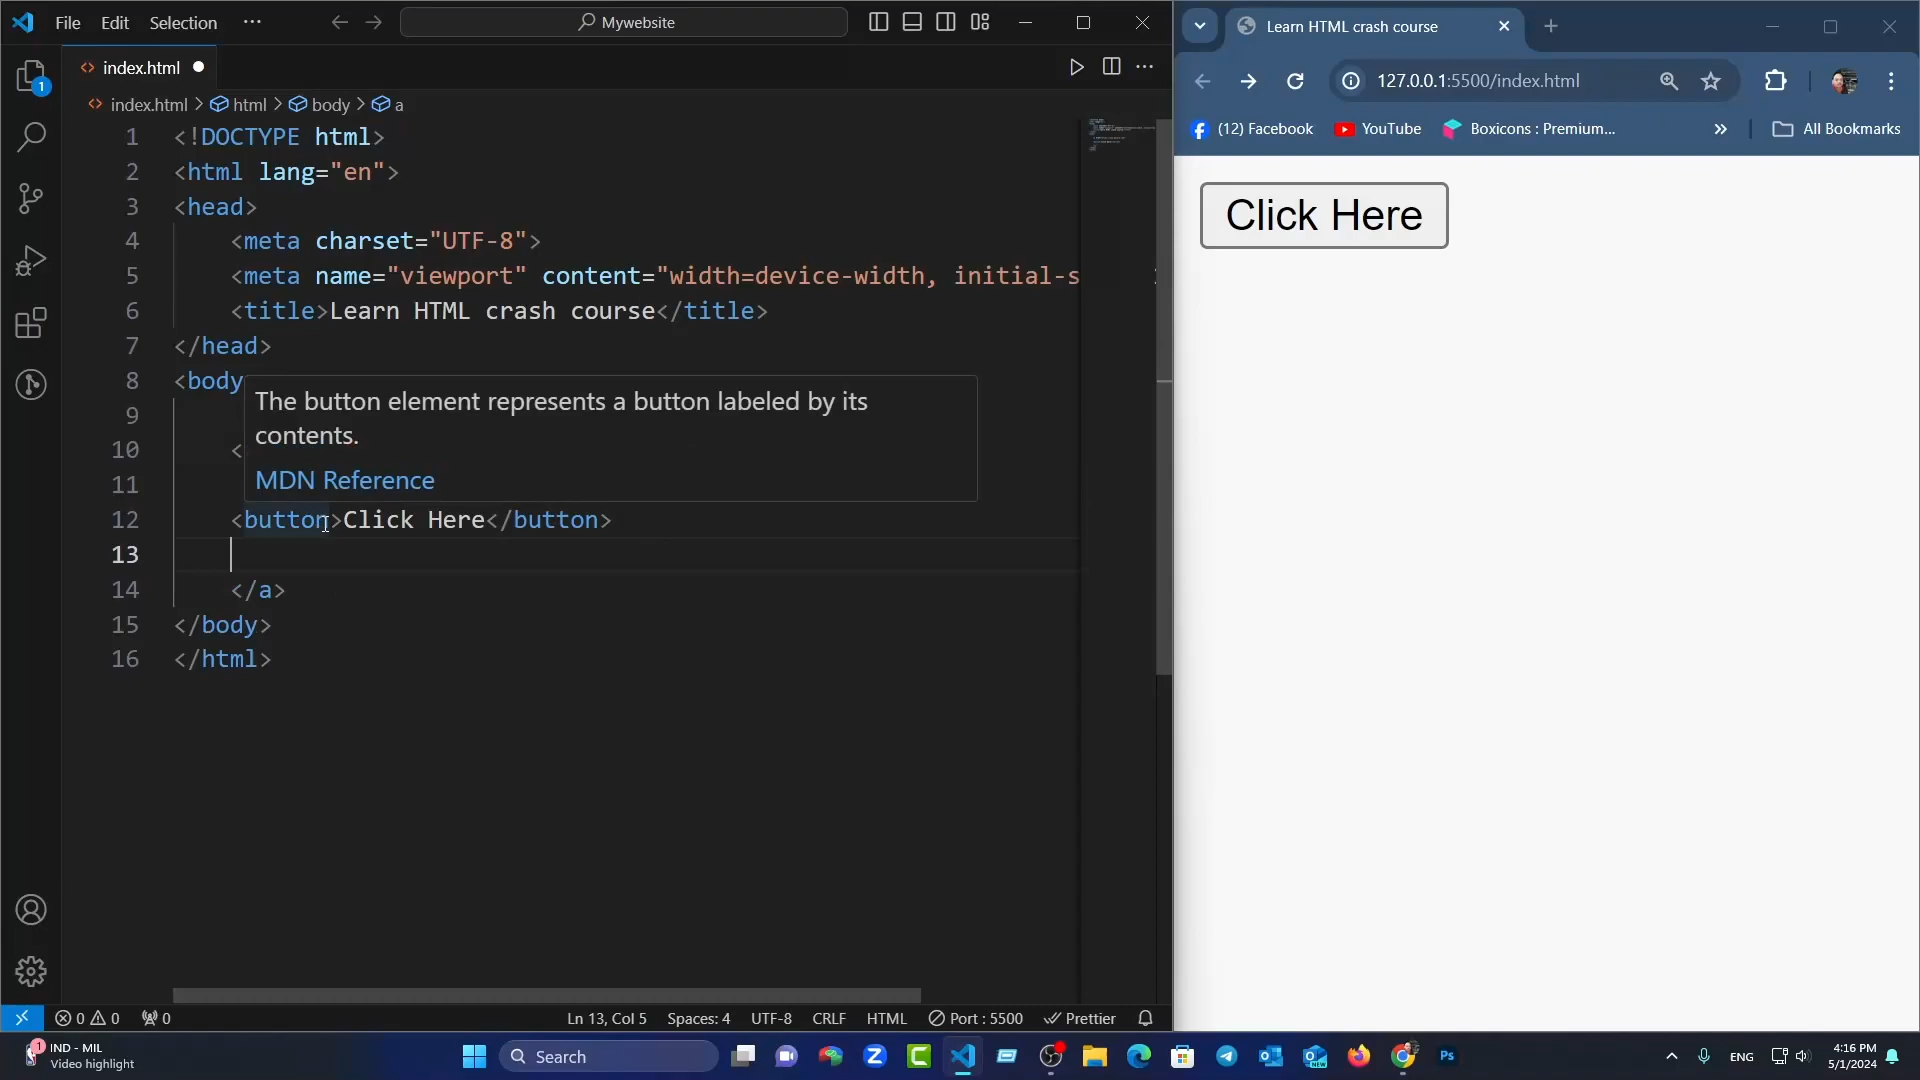 File Edit Selection ···
Mywebsite
index.html
index.html > html > body > a
1 <!DOCTYPE html>
2 <html lang="en">
3 <head>
4 <meta charset="UTF-8">
5 <meta name="viewport" content="width=device-width, initial-s
6 <title>Learn HTML crash course</title>
7 </head>
8 <body
The button element represents a button labeled by its
contents.
MDN Reference
9
10 <
11
12 <button>Click Here</button>
13
14 </a>
15 </body>
16 </html>
1
0 0 0
Ln 13, Col 5 Spaces: 4 UTF-8 CRLF HTML Port : 5500 Prettier
Learn HTML crash course
127.0.0.1:5500/index.html
(12) Facebook YouTube Boxicons : Premium... » All Bookmarks
Click Here
1
IND - MIL
Video highlight
Search
Z
C
NEW
Ps
ENG
4:16 PM
5/1/2024